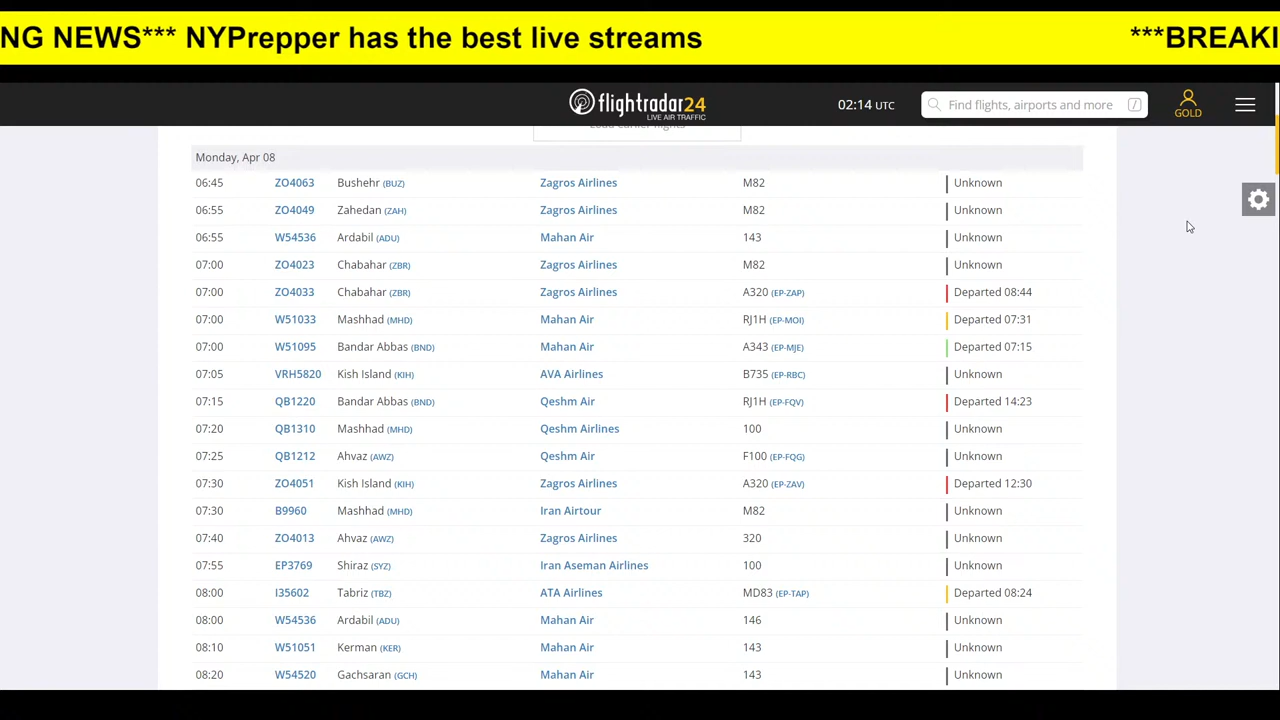 NG NEWS*** NYPrepper has the best live streams ***BREAKI
flightradar24 LIVE AIR TRAFFIC 02:14 UTC Find flights, airports and more / GOLD
Load earlier flights
Monday, Apr 08
06:45 ZO4063 Bushehr (BUZ) Zagros Airlines M82 Unknown
06:55 ZO4049 Zahedan (ZAH) Zagros Airlines M82 Unknown
06:55 W54536 Ardabil (ADU) Mahan Air 143 Unknown
07:00 ZO4023 Chabahar (ZBR) Zagros Airlines M82 Unknown
07:00 ZO4033 Chabahar (ZBR) Zagros Airlines A320 (EP-ZAP) Departed 08:44
07:00 W51033 Mashhad (MHD) Mahan Air RJ1H (EP-MOI) Departed 07:31
07:00 W51095 Bandar Abbas (BND) Mahan Air A343 (EP-MJE) Departed 07:15
07:05 VRH5820 Kish Island (KIH) AVA Airlines B735 (EP-RBC) Unknown
07:15 QB1220 Bandar Abbas (BND) Qeshm Air RJ1H (EP-FQV) Departed 14:23
07:20 QB1310 Mashhad (MHD) Qeshm Airlines 100 Unknown
07:25 QB1212 Ahvaz (AWZ) Qeshm Air F100 (EP-FQG) Unknown
07:30 ZO4051 Kish Island (KIH) Zagros Airlines A320 (EP-ZAV) Departed 12:30
07:30 B9960 Mashhad (MHD) Iran Airtour M82 Unknown
07:40 ZO4013 Ahvaz (AWZ) Zagros Airlines 320 Unknown
07:55 EP3769 Shiraz (SYZ) Iran Aseman Airlines 100 Unknown
08:00 I35602 Tabriz (TBZ) ATA Airlines MD83 (EP-TAP) Departed 08:24
08:00 W54536 Ardabil (ADU) Mahan Air 146 Unknown
08:10 W51051 Kerman (KER) Mahan Air 143 Unknown
08:20 W54520 Gachsaran (GCH) Mahan Air 143 Unknown